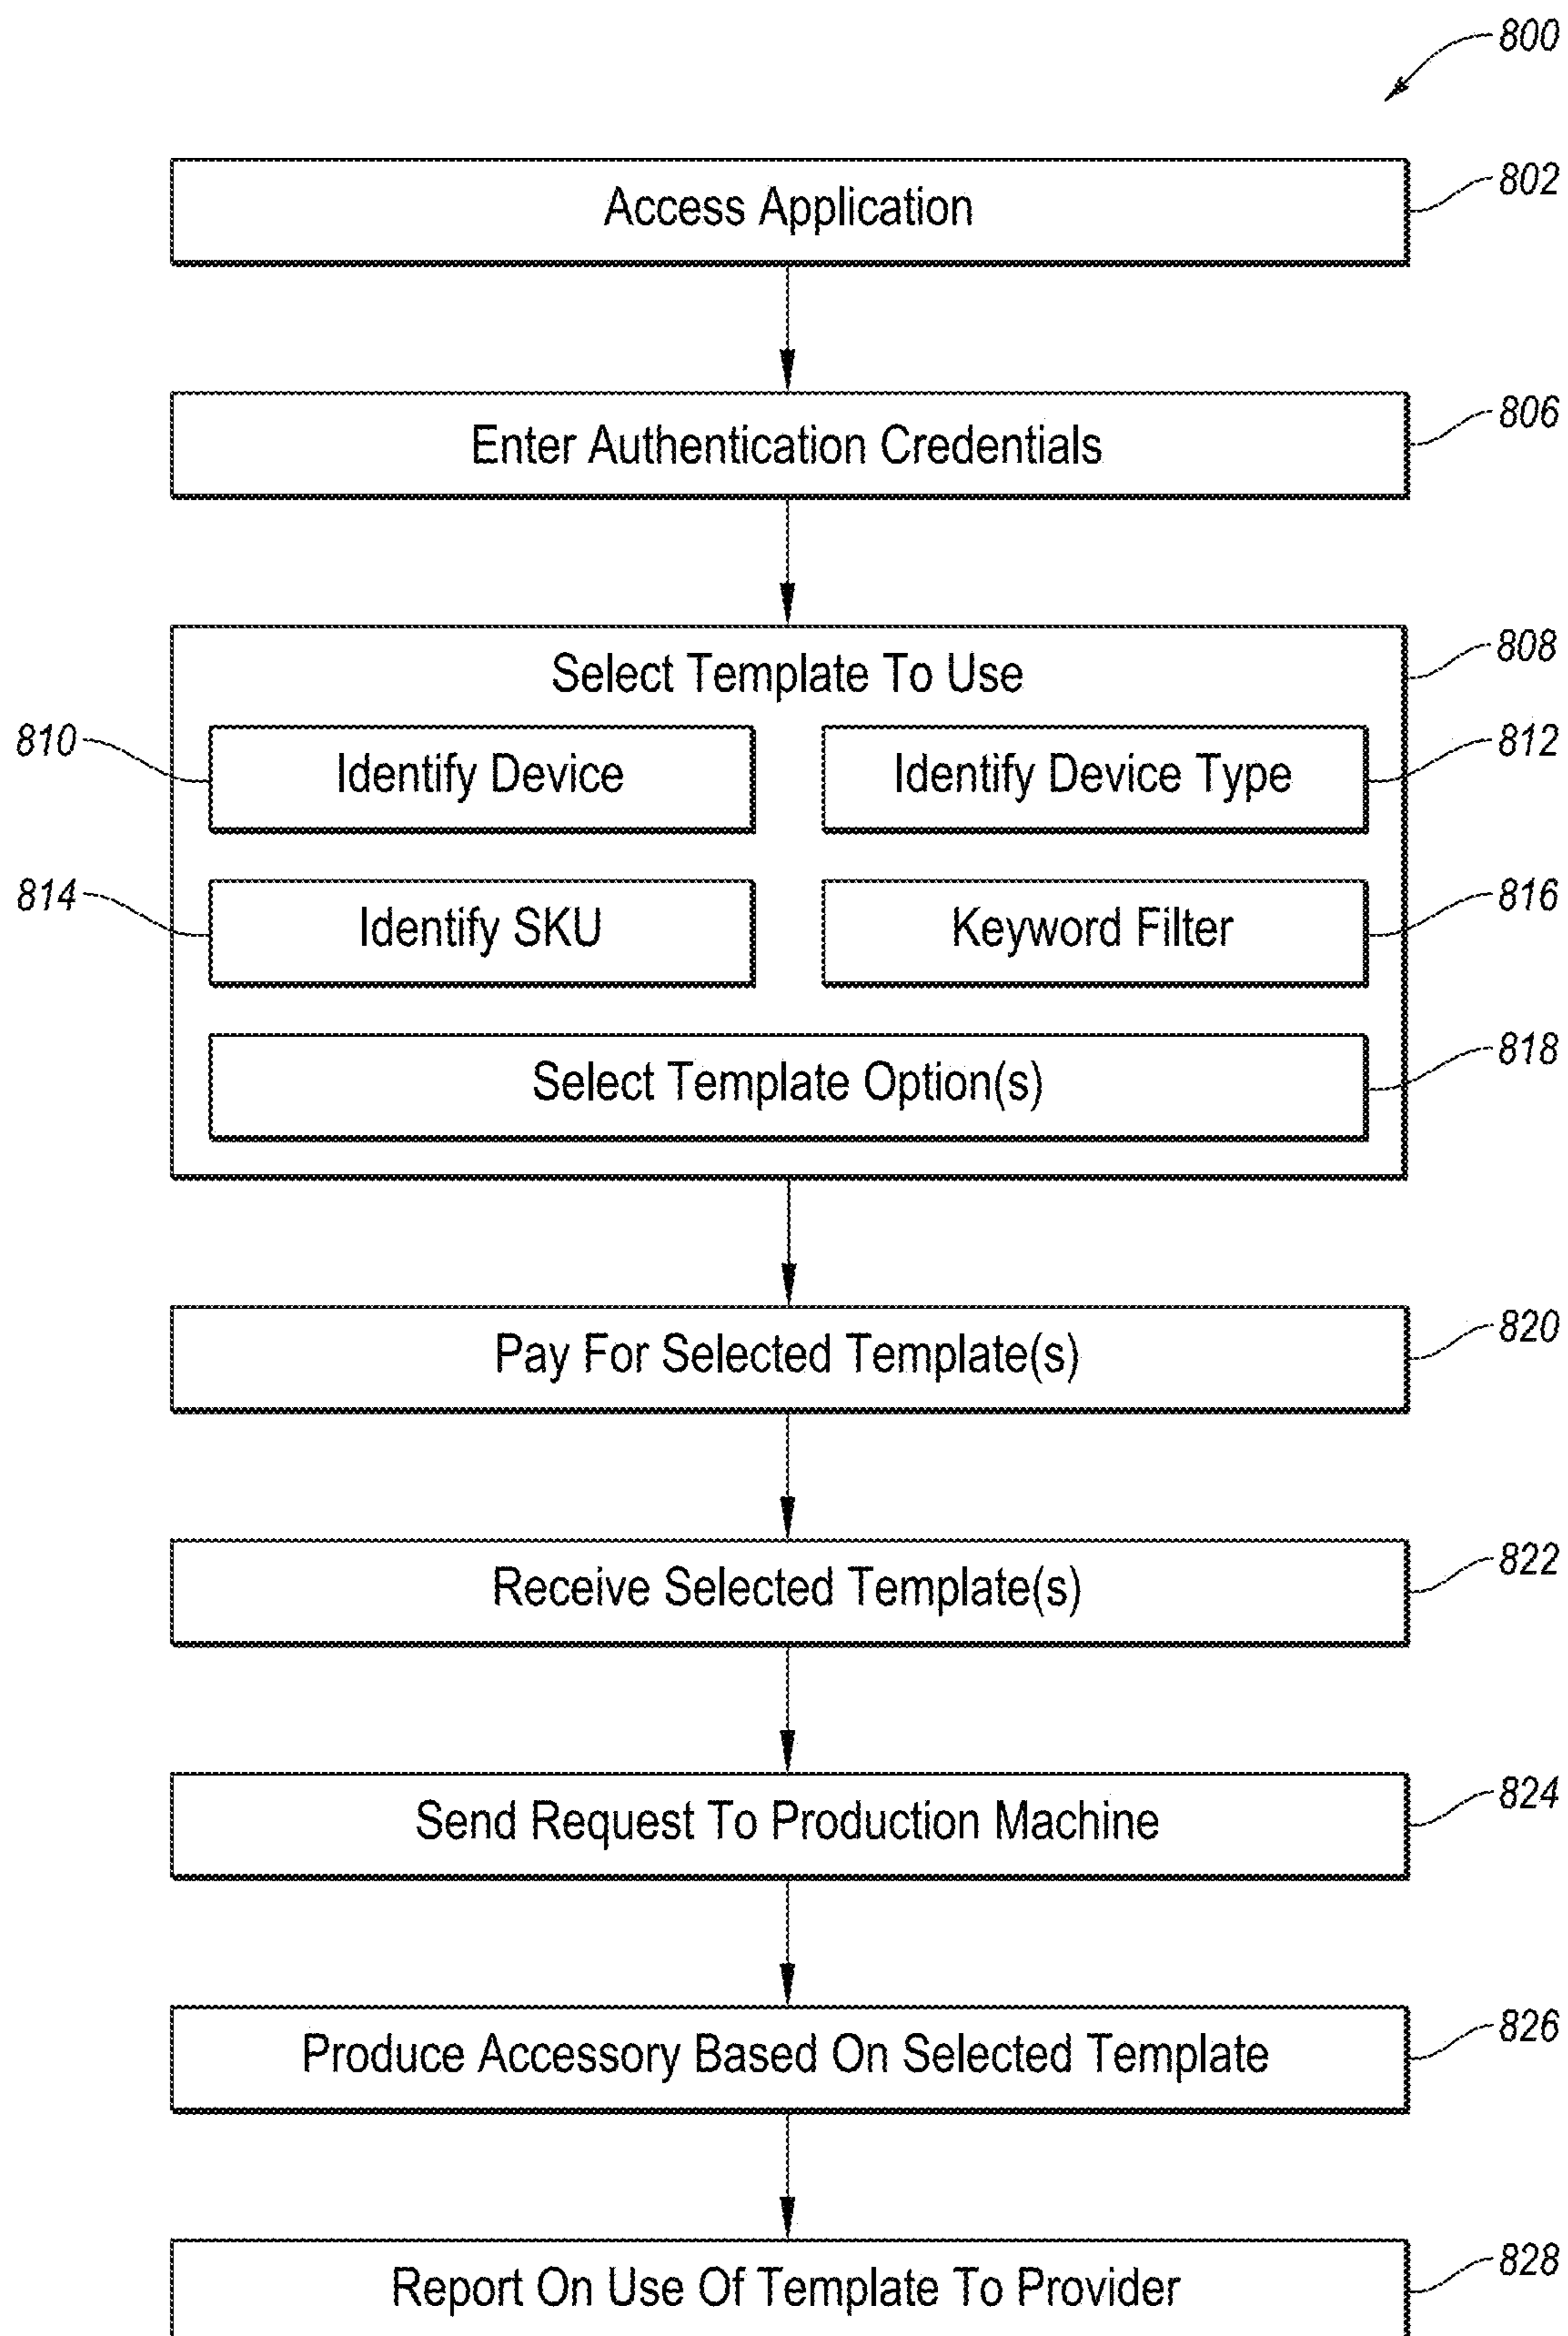 800
Access Application
802
Enter Authentication Credentials
806
Select Template To Use
808
810
Identify Device
Identify Device Type
812
814
Identify SKU
Keyword Filter
816
Select Template Option(s)
818
Pay For Selected Template(s)
820
Receive Selected Template(s)
822
Send Request To Production Machine
824
Produce Accessory Based On Selected Template
826
Report On Use Of Template To Provider
828